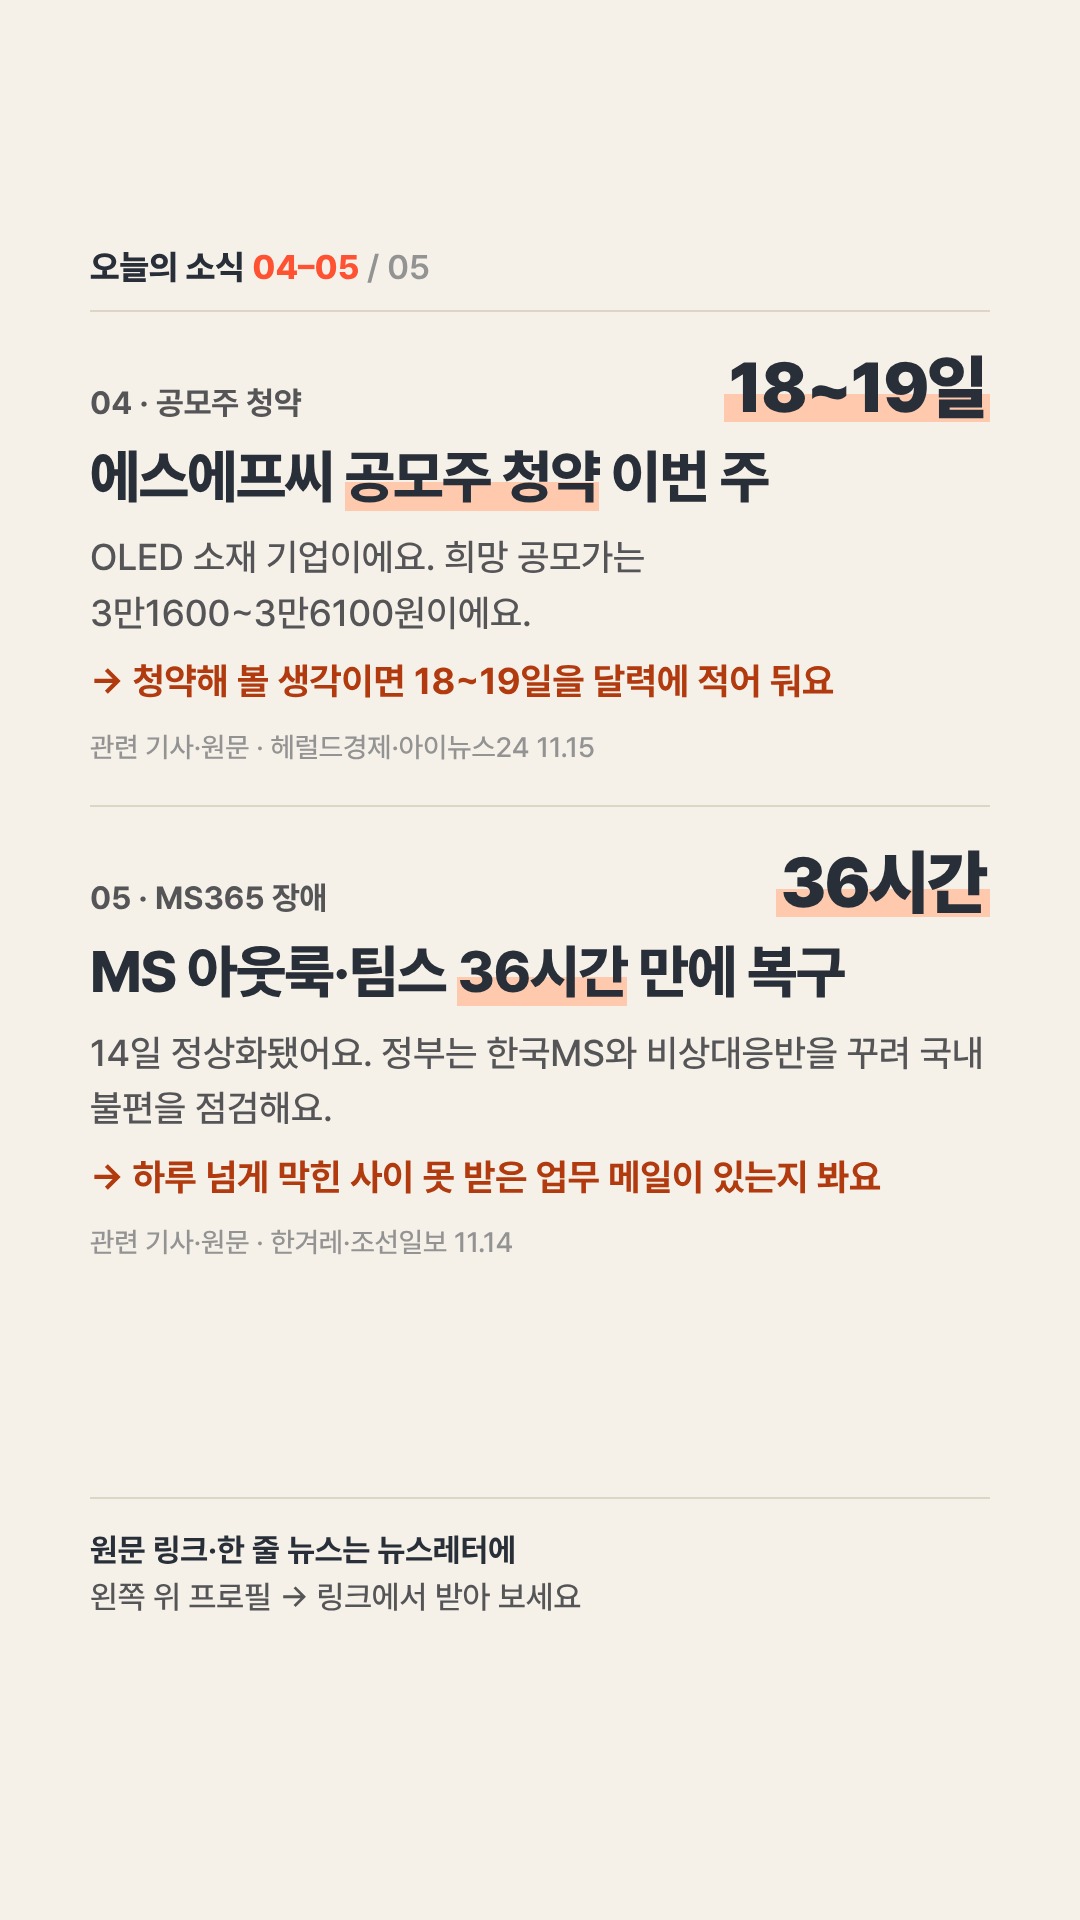 오늘의 소식 04–05 / 05
04 · 공모주 청약
18~19일
에스에프씨 공모주 청약 이번 주
OLED 소재 기업이에요. 희망 공모가는
3만1600~3만6100원이에요.
→ 청약해 볼 생각이면 18~19일을 달력에 적어 둬요
관련 기사·원문 · 헤럴드경제·아이뉴스24 11.15
05 · MS365 장애
36시간
MS 아웃룩·팀스 36시간 만에 복구
14일 정상화됐어요. 정부는 한국MS와 비상대응반을 꾸려 국내
불편을 점검해요.
→ 하루 넘게 막힌 사이 못 받은 업무 메일이 있는지 봐요
관련 기사·원문 · 한겨레·조선일보 11.14
원문 링크·한 줄 뉴스는 뉴스레터에
왼쪽 위 프로필 → 링크에서 받아 보세요